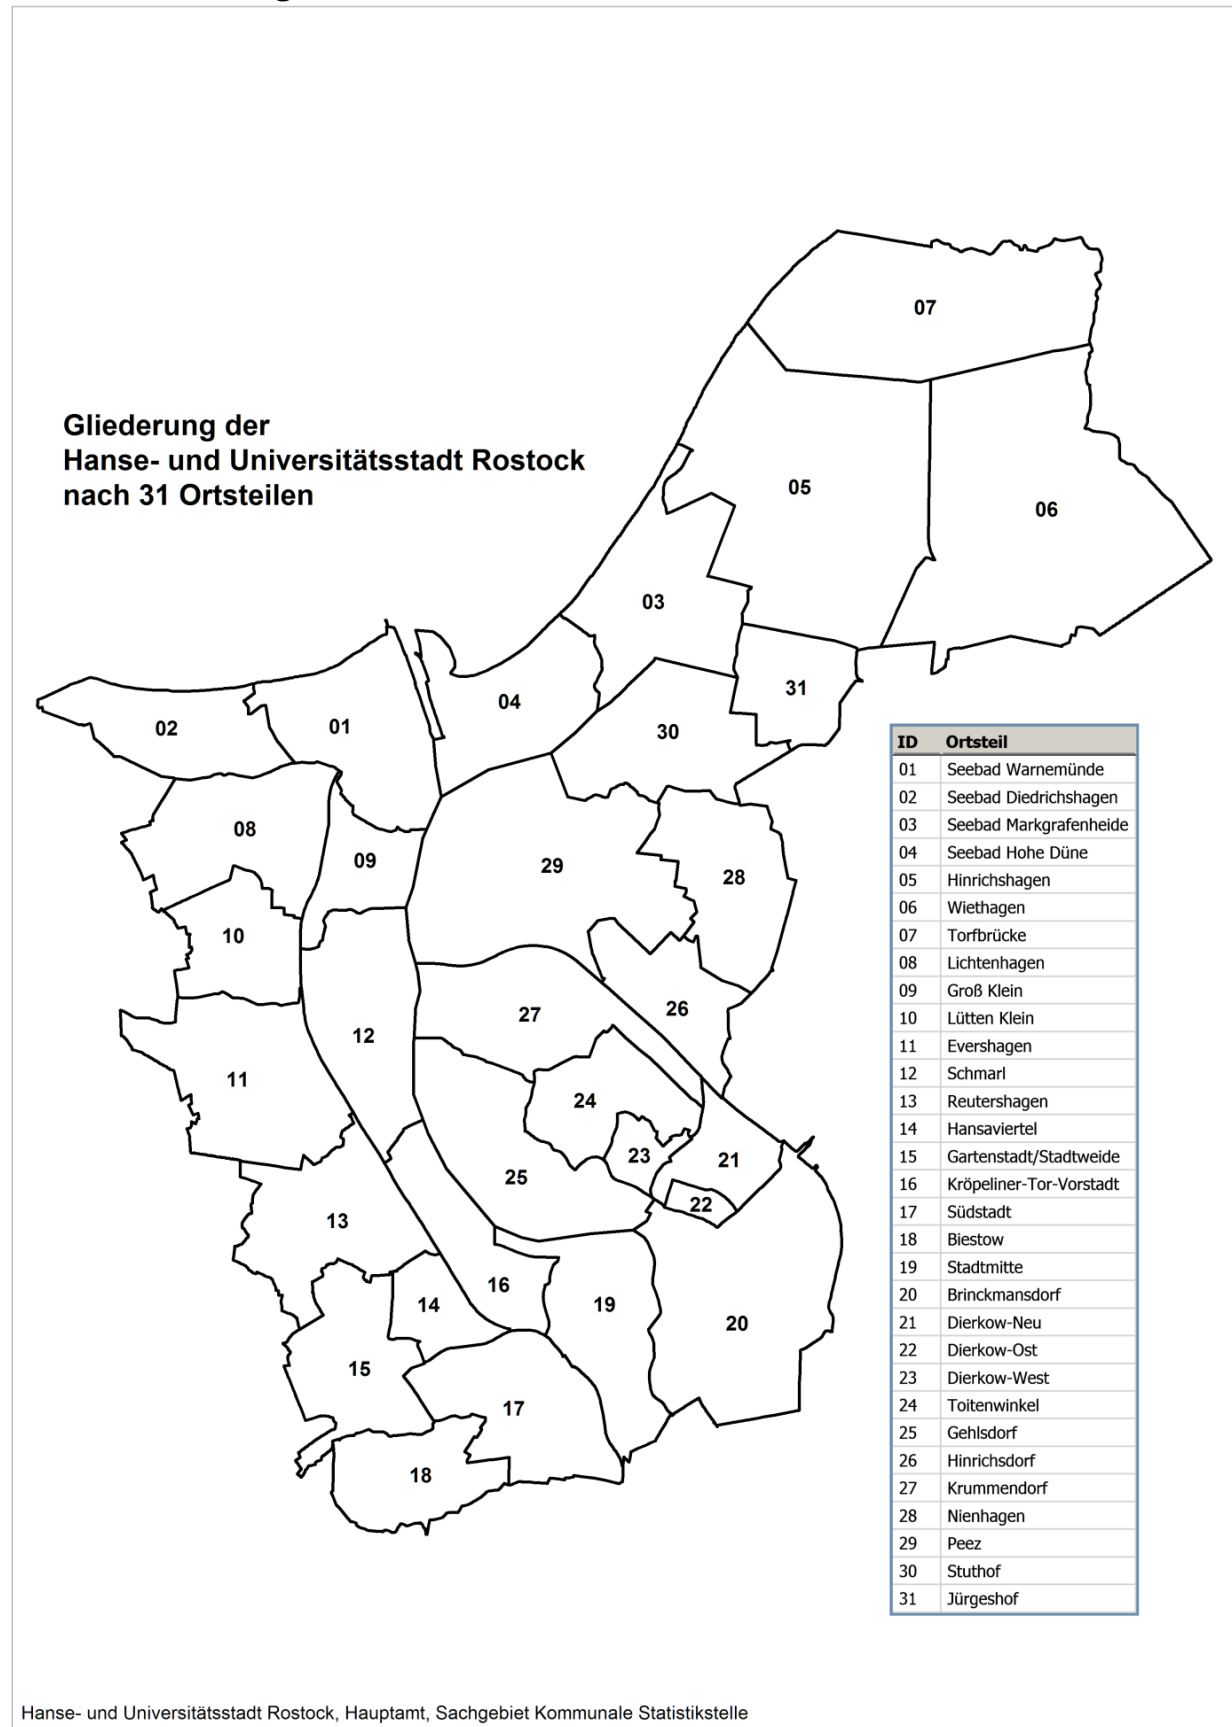 07
Gliederung der
Hanse- und Universitätsstadt Rostock
nach 31 Ortsteilen
05
06
03
31
04
02
01
30
08
09
29
28
10
27
26
12
11
24
23
21
25
22
13
16
14
19
20
15
17
18
ID Ortsteil
01 Seebad Warnemünde
02 Seebad Diedrichshagen
03 Seebad Markgrafenheide
04 Seebad Hohe Düne
05 Hinrichshagen
06 Wiethagen
07 Torfbrücke
08 Lichtenhagen
09 Groß Klein
10 Lütten Klein
11 Evershagen
12 Schmarl
13 Reutershagen
14 Hansaviertel
15 Gartenstadt/Stadtweide
16 Kröpeliner-Tor-Vorstadt
17 Südstadt
18 Biestow
19 Stadtmitte
20 Brinckmansdorf
21 Dierkow-Neu
22 Dierkow-Ost
23 Dierkow-West
24 Toitenwinkel
25 Gehlsdorf
26 Hinrichsdorf
27 Krummendorf
28 Nienhagen
29 Peez
30 Stuthof
31 Jürgeshof
Hanse- und Universitätsstadt Rostock, Hauptamt, Sachgebiet Kommunale Statistikstelle